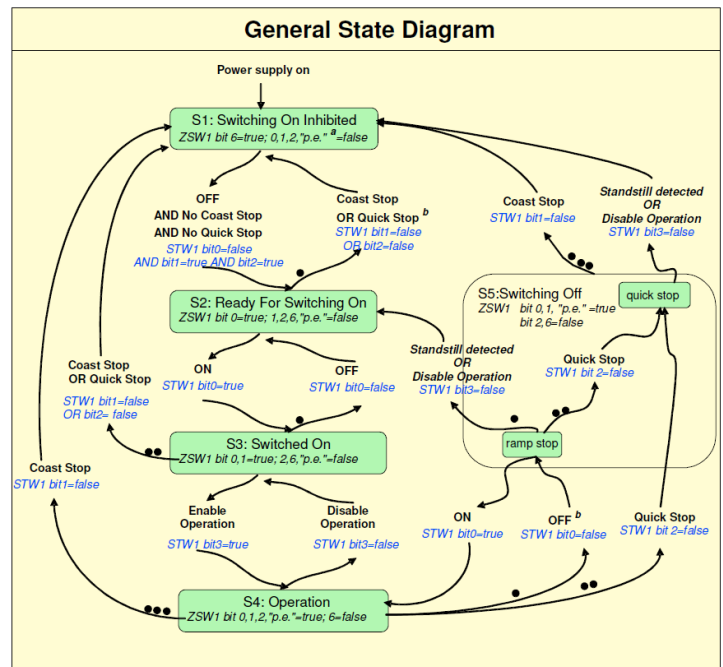 General State Diagram
Power supply on
S1: Switching On Inhibited
ZSW1 bit 6=true; 0,1,2,"p.e." a =false
OFF
AND No Coast Stop
AND No Quick Stop
STW1 bit0=false
AND bit1=true AND bit2=true
Coast Stop
OR Quick Stop b
STW1 bit1=false
OR bit2=false
Coast Stop
STW1 bit1=false
Standstill detected
OR
Disable Operation
STW1 bit3=false
S2: Ready For Switching On
ZSW1 bit 0=true; 1,2,6,"p.e."=false
S5:Switching Off
ZSW1 bit 0,1, "p.e." =true
bit 2,6=false
quick stop
ON
STW1 bit0=true
OFF
STW1 bit0=false
Standstill detected
OR
Disable Operation
STW1 bit3=false
Quick Stop
STW1 bit 2=false
Coast Stop
OR Quick Stop
STW1 bit1=false
OR bit2= false
S3: Switched On
ZSW1 bit 0,1=true; 2,6,"p.e."=false
ramp stop
Coast Stop
STW1 bit1=false
Enable
Operation
STW1 bit3=true
Disable
Operation
STW1 bit3=false
ON
STW1 bit0=true
OFF b
STW1 bit0=false
Quick Stop
STW1 bit 2=false
S4: Operation
ZSW1 bit 0,1,2,"p.e."=true; 6=false